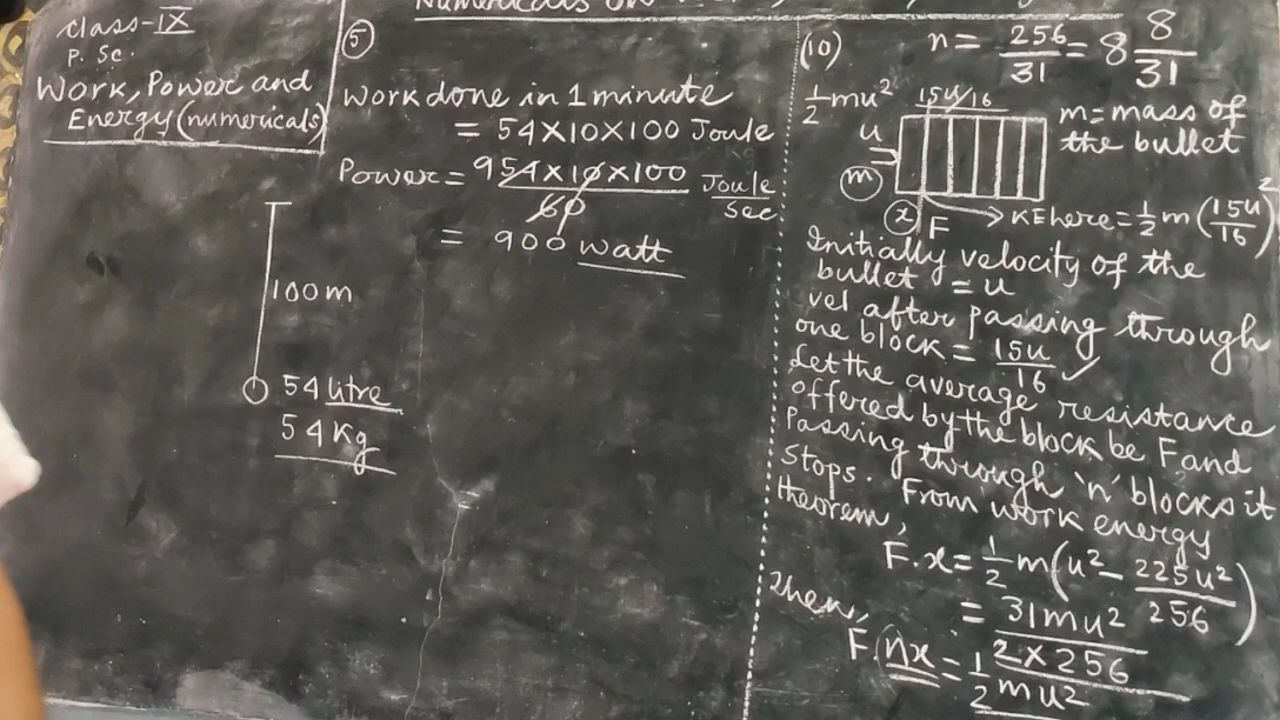 Numericals on
Class-IX
P. Sc.
Work, Power and
Energy (numericals)
100m
54 litre
54 Kg
(5)
Work done in 1 minute
= 54×10×100 Joule
Power = 9 54×10×100 Joule
60 sec
= 900 watt
(10) n = 256/31 = 8 8/31
1/2 mu² 15u/16 m = mass of
u the bullet
m
x F → KE here = 1/2 m (15u/16)²
Initially velocity of the
bullet = u
vel after passing through
one block = 15u/16 ✓
Let the average resistance
offered by the block be F and
Passing through 'n' blocks it
stops. From work energy
theorem,
F.x = 1/2 m(u² - 225u²/256)
= 31mu²/2×256
Then,
F.nx = 1/2 mu²